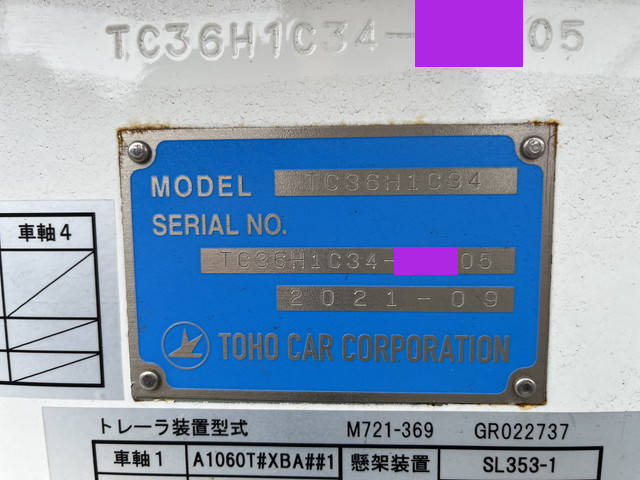 TC36H1C34- 05
MODEL TC36H1C34
SERIAL NO.
TC36H1C34- 05
2021-09
TOHO CAR CORPORATION
車軸4
トレーラ装置型式 M721-369 GR022737
車軸1 A1060T#XBA##1 懸架装置 SL353-1